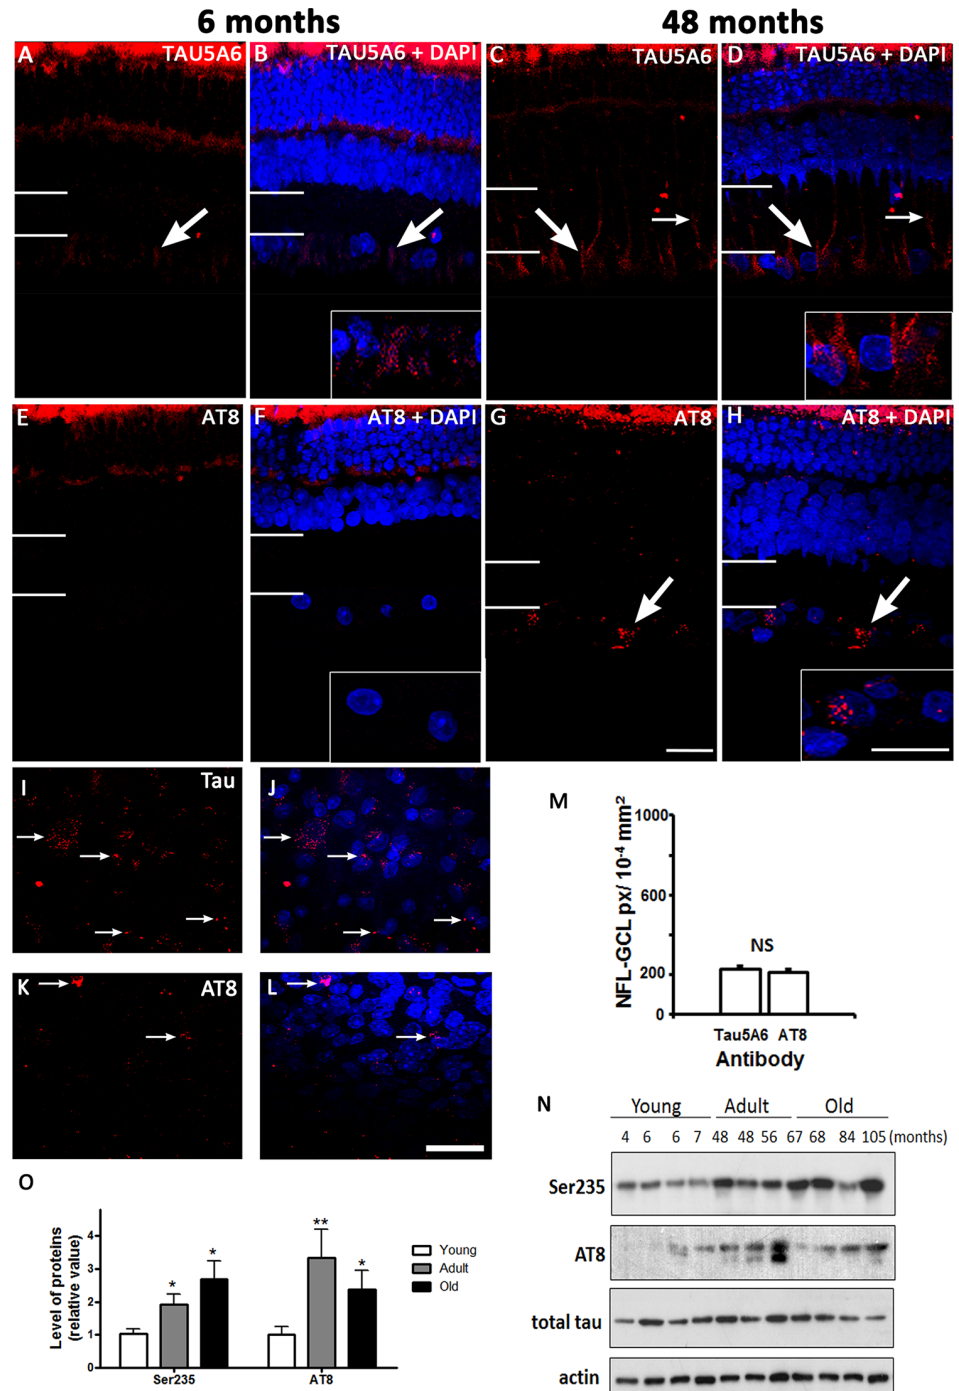 6 months
48 months
A TAU5A6
B TAU5A6 + DAPI
C TAU5A6
D TAU5A6 + DAPI
E AT8
F AT8 + DAPI
G AT8
H AT8 + DAPI
I Tau
J
K AT8
L
M
NFL-GCL px/ 10-4 mm2
1000
600
200
0
NS
Tau5A6 AT8
Antibody
N
Young Adult Old
4 6 6 7 48 48 56 67 68 84 105 (months)
Ser235
AT8
total tau
actin
O
Level of proteins
(relative value)
4
3
2
1
0
* * ** *
Young
Adult
Old
Ser235 AT8